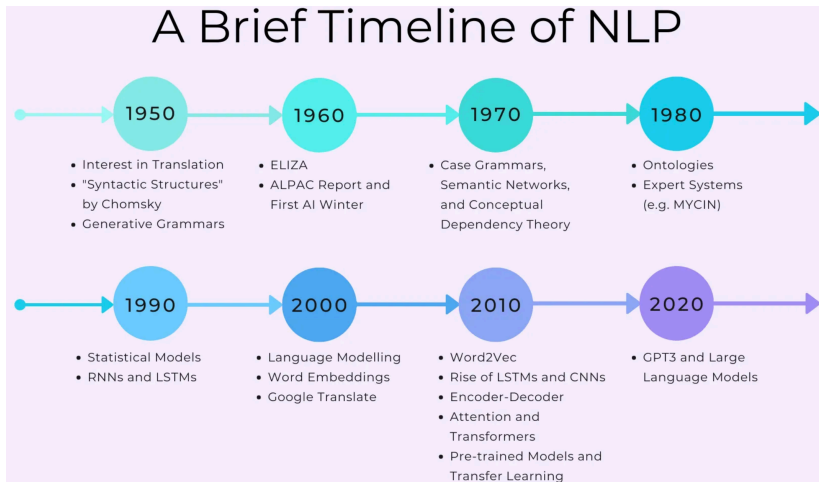 A Brief Timeline of NLP
1950
• Interest in Translation
• "Syntactic Structures"
by Chomsky
• Generative Grammars
1960
• ELIZA
• ALPAC Report and
First AI Winter
1970
• Case Grammars,
Semantic Networks,
and Conceptual
Dependency Theory
1980
• Ontologies
• Expert Systems
(e.g. MYCIN)
1990
• Statistical Models
• RNNs and LSTMs
2000
• Language Modelling
• Word Embeddings
• Google Translate
2010
• Word2Vec
• Rise of LSTMs and CNNs
• Encoder-Decoder
• Attention and
Transformers
• Pre-trained Models and
Transfer Learning
2020
• GPT3 and Large
Language Models